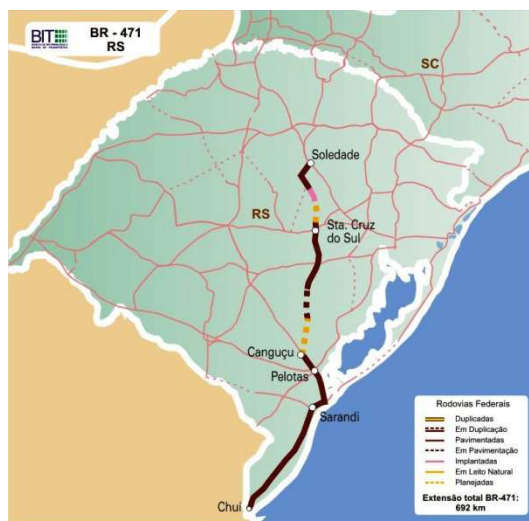 BIT
BR - 471
RS
SC
Soledade
RS
Sta. Cruz
do Sul
Canguçu
Pelotas
Sarandi
Chuí
Rodovias Federais
Duplicadas
Em Duplicação
Pavimentadas
Em Pavimentação
Implantadas
Em Leito Natural
Planejadas
Extensão total BR-471:
692 km